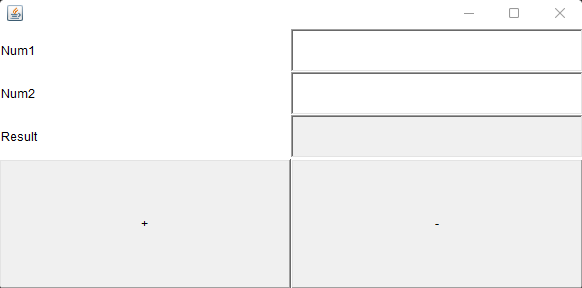 Num1
Num2
Result
+
-